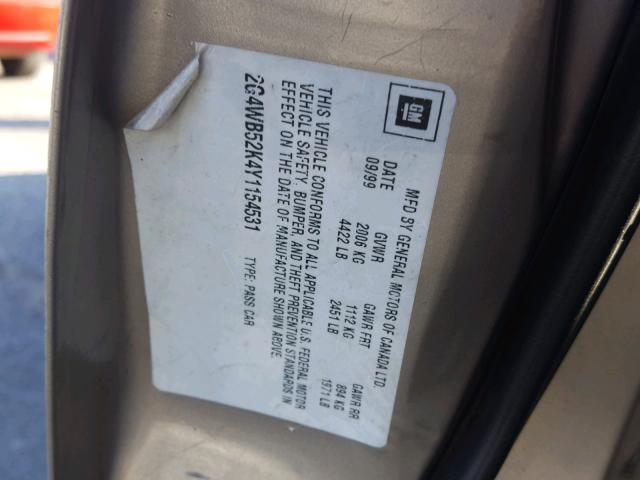 GM
MFD BY GENERAL MOTORS OF CANADA LTD.
DATE GVWR GAWR FRT GAWR RR
09/99 2006 KG 1112 KG 894 KG
4422 LB 2451 LB 1971 LB
THIS VEHICLE CONFORMS TO ALL APPLICABLE U.S. FEDERAL MOTOR
VEHICLE SAFETY, BUMPER, AND THEFT PREVENTION STANDARDS IN
EFFECT ON THE DATE OF MANUFACTURE SHOWN ABOVE.
2G4WB52K4Y1154531 TYPE: PASS CAR